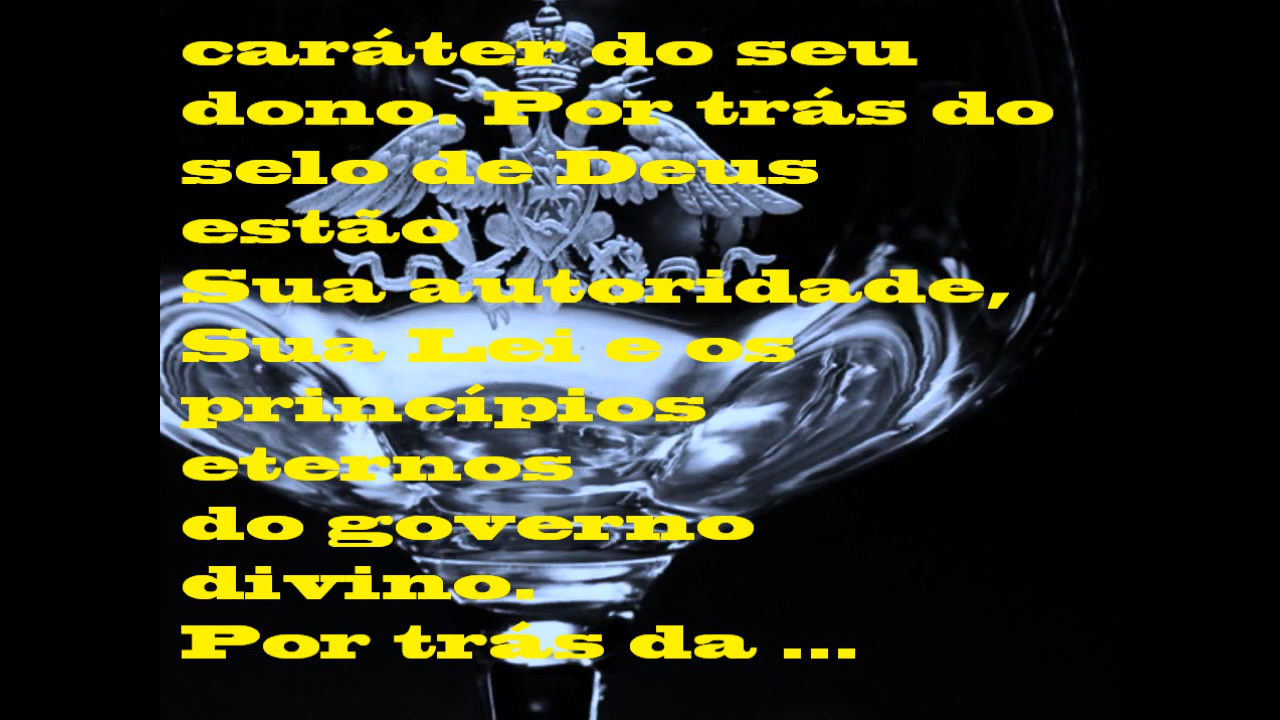 caráter do seu
dono. Por trás do
selo de Deus
estão
Sua autoridade,
Sua Lei e os
princípios
eternos
do governo
divino.
Por trás da ...